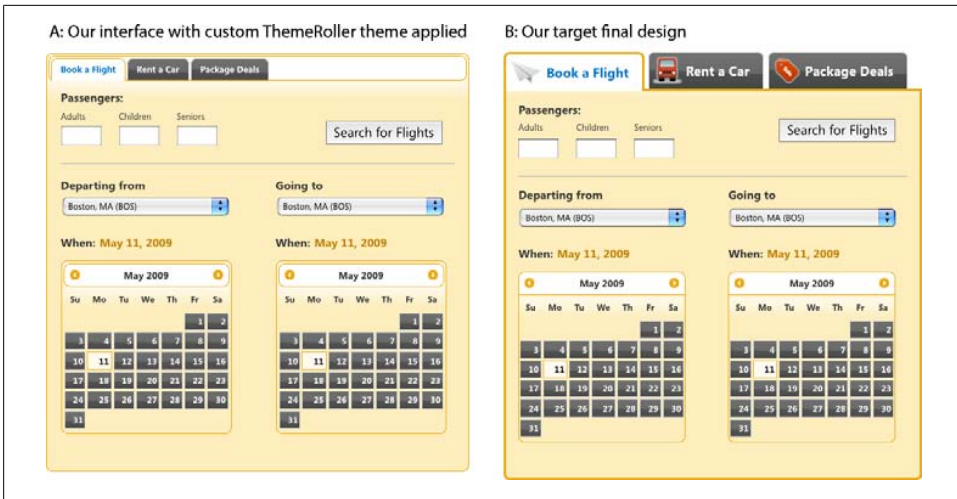 A: Our interface with custom ThemeRoller theme applied
Book a Flight Rent a Car Package Deals
Passengers:
Adults Children Seniors
Search for Flights
Departing from Going to
Boston, MA (BOS) Boston, MA (BOS)
When: May 11, 2009 When: May 11, 2009
May 2009 May 2009
Su Mo Tu We Th Fr Sa Su Mo Tu We Th Fr Sa
1 2 1 2
3 4 5 6 7 8 9 3 4 5 6 7 8 9
10 11 12 13 14 15 16 10 11 12 13 14 15 16
17 18 19 20 21 22 23 17 18 19 20 21 22 23
24 25 26 27 28 29 30 24 25 26 27 28 29 30
31 31
B: Our target final design
Book a Flight Rent a Car Package Deals
Passengers:
Adults Children Seniors
Search for Flights
Departing from Going to
Boston, MA (BOS) Boston, MA (BOS)
When: May 11, 2009 When: May 11, 2009
May 2009 May 2009
Su Mo Tu We Th Fr Sa Su Mo Tu We Th Fr Sa
1 2 1 2
3 4 5 6 7 8 9 3 4 5 6 7 8 9
10 11 12 13 14 15 16 10 11 12 13 14 15 16
17 18 19 20 21 22 23 17 18 19 20 21 22 23
24 25 26 27 28 29 30 24 25 26 27 28 29 30
31 31